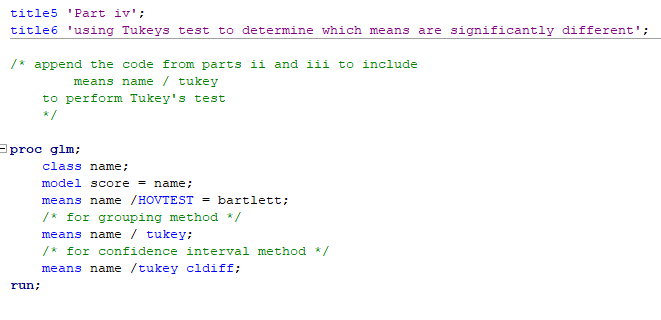 title5 'Part iv';
title6 'using Tukeys test to determine which means are significantly different';
/* append the code from parts ii and iii to include
means name / tukey
to perform Tukey's test
*/
proc glm;
class name;
model score = name;
means name /HOVTEST = bartlett;
/* for grouping method */
means name / tukey;
/* for confidence interval method */
means name /tukey cldiff;
run;